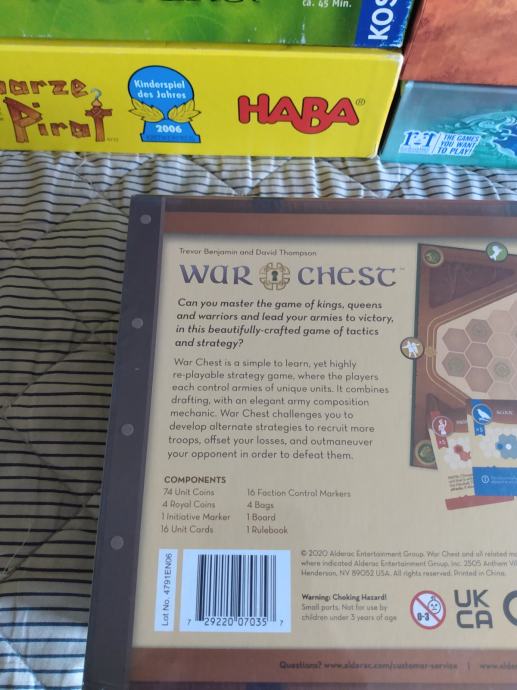 ca. 45 Min.
KOS
warze
Pirat
Kinderspiel
des Jahres
2006
HABA®
THE GAMES
YOU WANT
TO PLAY!
Trevor Benjamin and David Thompson
WAR CHEST™
Can you master the game of kings, queens
and warriors and lead your armies to victory,
in this beautifully-crafted game of tactics
and strategy?
War Chest is a simple to learn, yet highly
re-playable strategy game, where the players
each control armies of unique units. It combines
drafting, with an elegant army composition
mechanic. War Chest challenges you to
develop alternate strategies to recruit more
troops, offset your losses, and outmaneuver
your opponent in order to defeat them.
COMPONENTS
74 Unit Coins 16 Faction Control Markers
4 Royal Coins 4 Bags
1 Initiative Marker 1 Board
16 Unit Cards 1 Rulebook
x5
x5
Lot No. 4791EN06
7 29220 07035 7
© 2020 Alderac Entertainment Group. War Chest and all related ma
where indicated Alderac Entertainment Group, Inc. 2505 Anthem Vil
Henderson, NV 89052 USA. All rights reserved. Printed in China.
Warning: Choking Hazard!
Small parts. Not for use by
children under 3 years of age
0-3
UK
CA
Questions? www.alderac.com/customer-service | www.alde